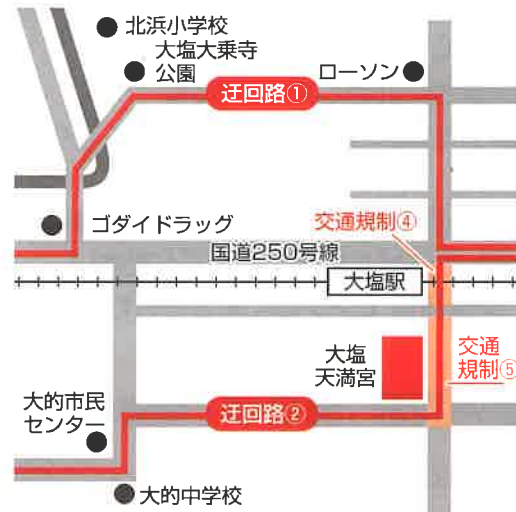 北浜小学校
大塩大乗寺
公園
ローソン
迂回路①
ゴダイドラッグ
交通規制④
国道250号線
大塩駅
大塩
天満宮
交通
規制⑤
大的市民
センター
迂回路②
大的中学校